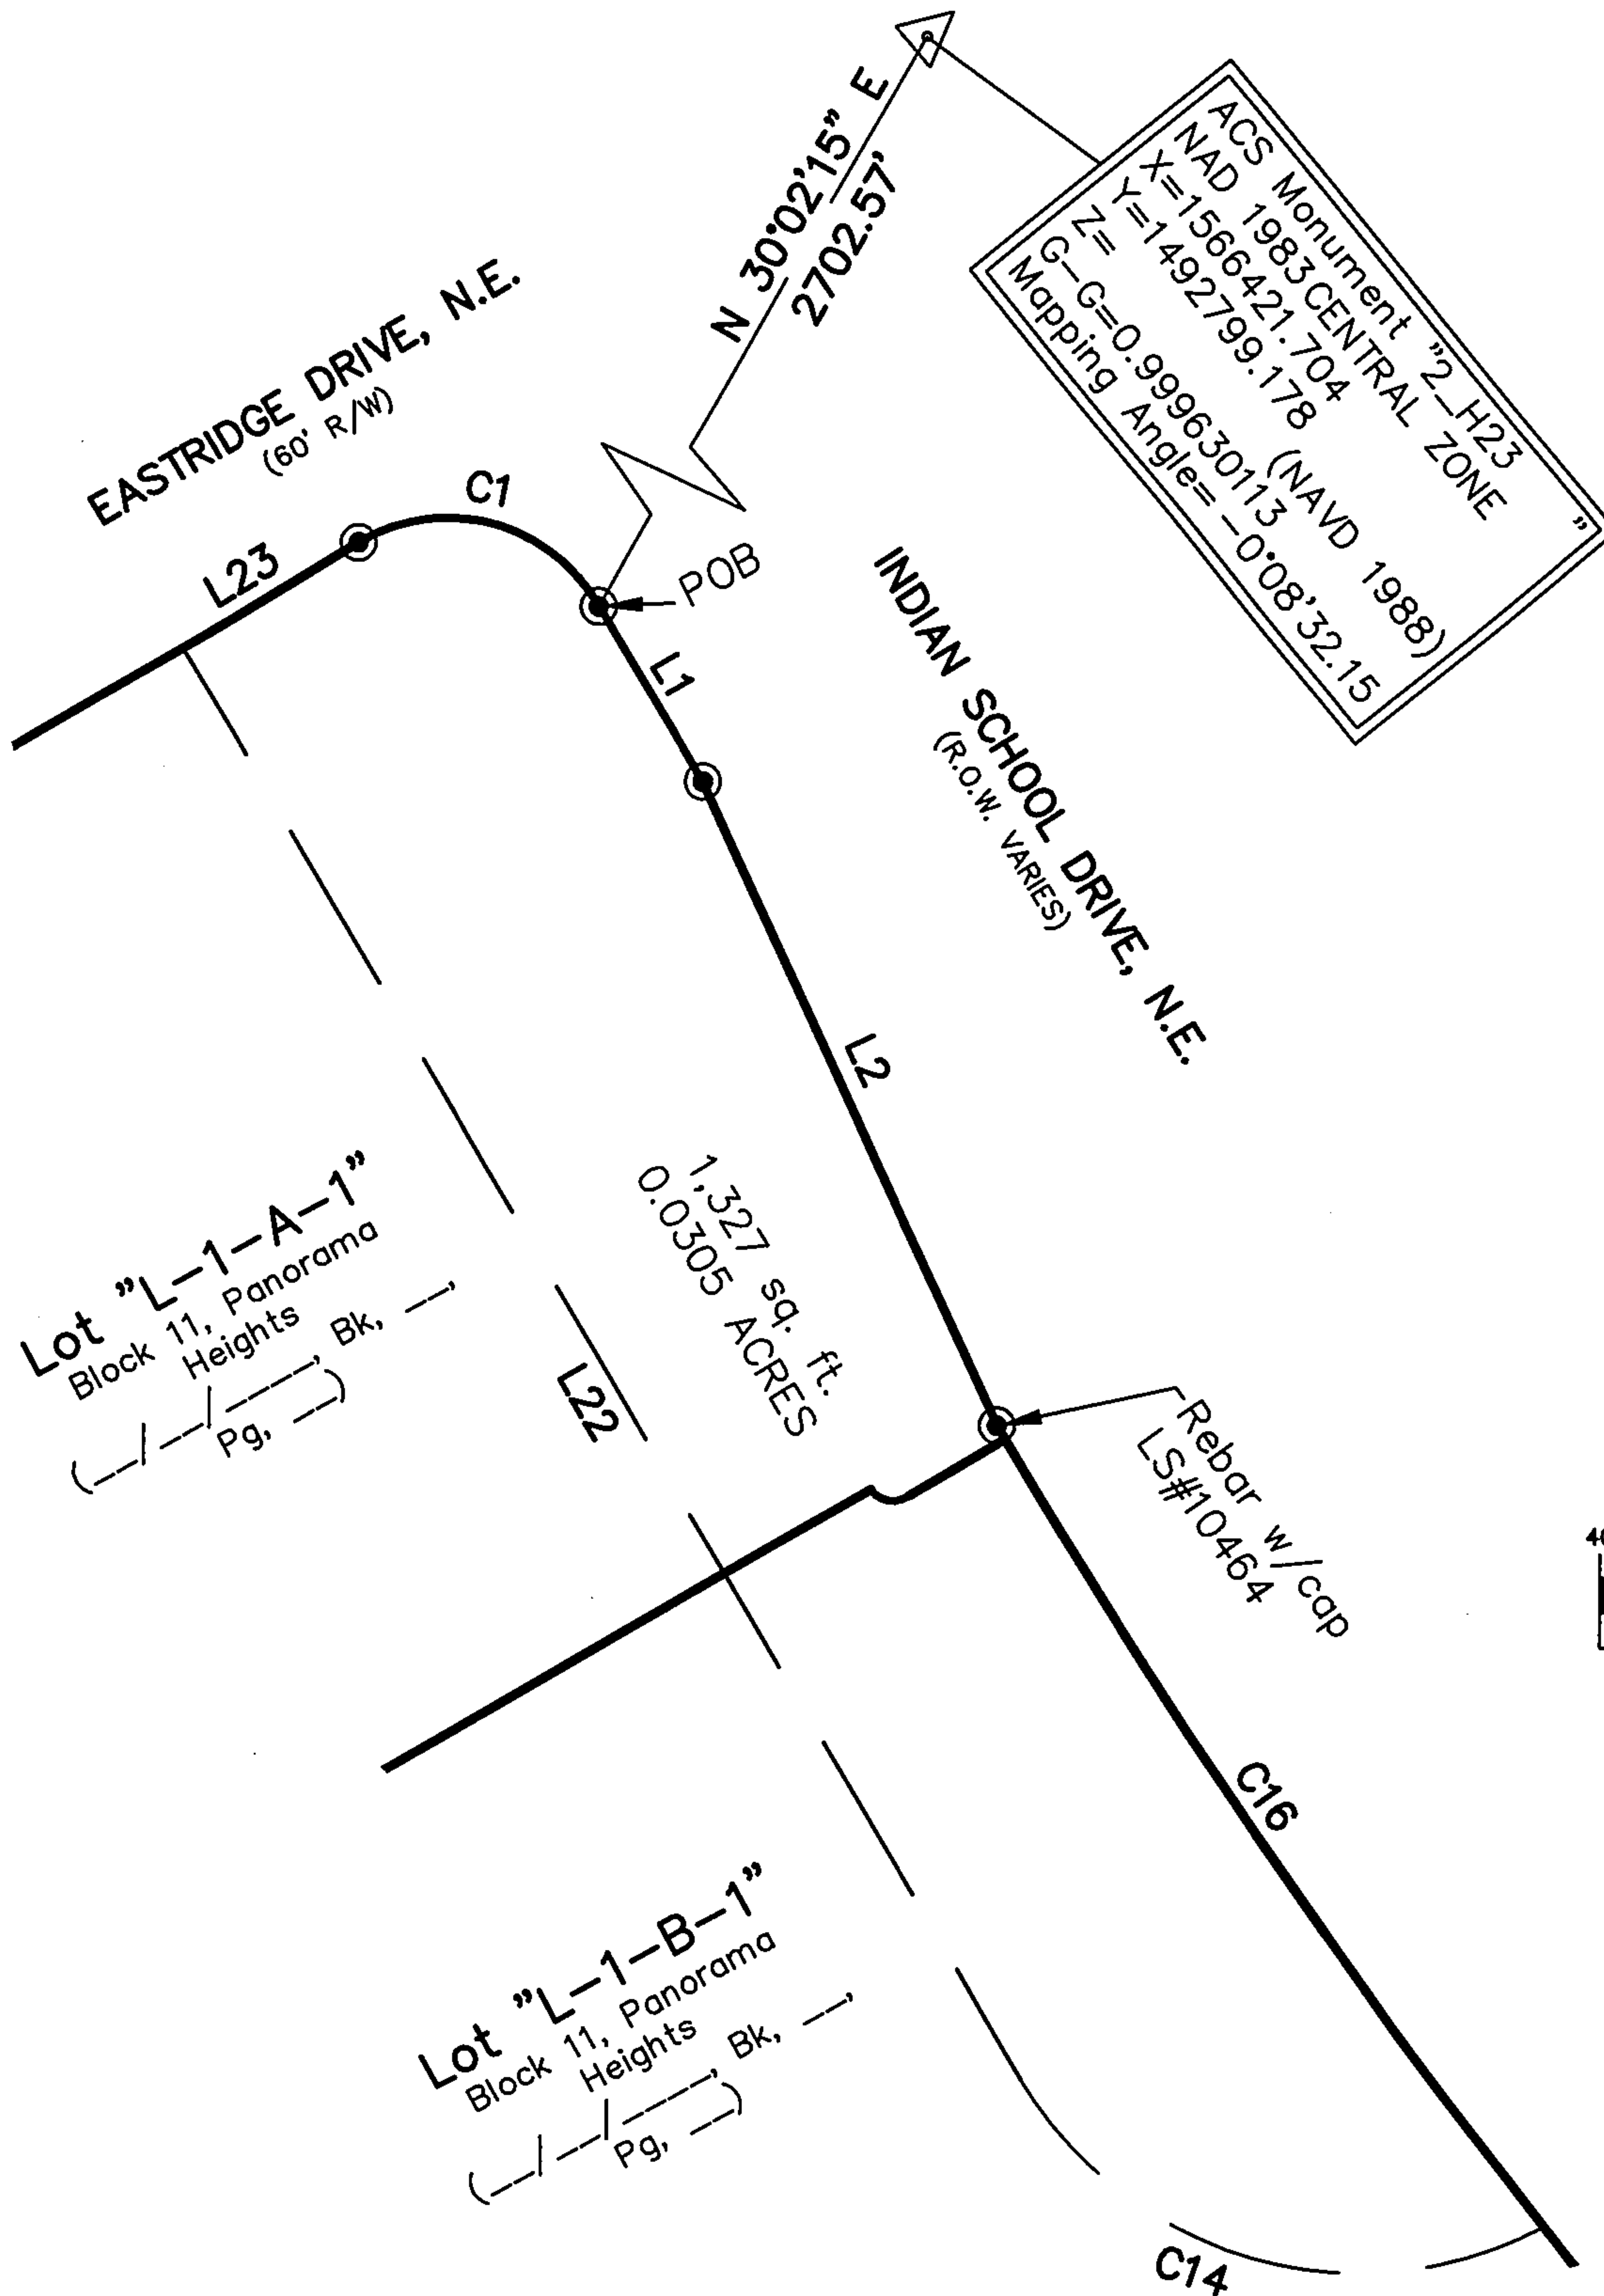 N 30°02'15" E
2702.57'
ACS Monument "2_H23 "
NAD 1983 CENTRAL ZONE
X=1566421.704
Y=1492799.178
Z= (NAVD 1988)
G-G=0.999630113
Mapping Angle= -0°08'32.15
EASTRIDGE DRIVE, N.E.
(60' R/W)
C1
L23
POB
L1
INDIAN SCHOOL DRIVE, N.E.
(R.O.W. VARIES)
L2
1,327 sq. ft.
0.0305 ACRES
Lot "L-1-A-1"
Block 11, Panorama
Heights
(__/__/____, Bk, __,
Pg, __)
L22
Rebar w/cap
LS#10464
C16
Lot "L-1-B-1"
Block 11, Panorama
Heights
(__/__/____, Bk, __,
Pg, __)
C14